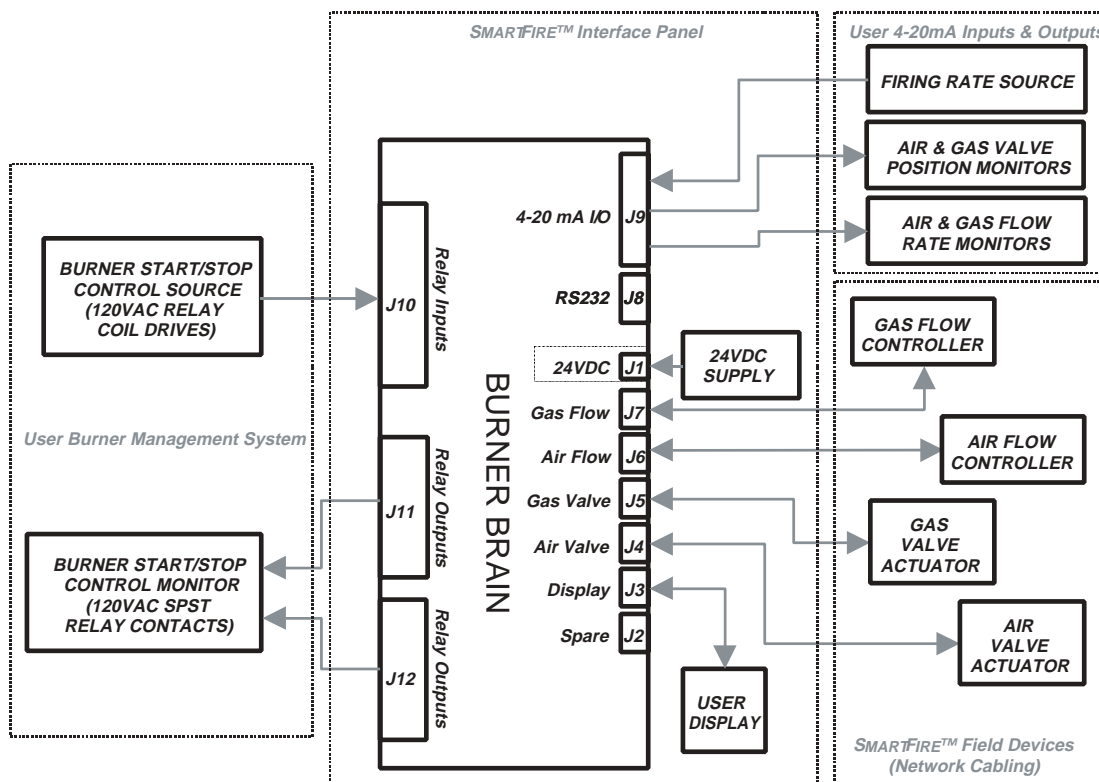 SMARTFIRE™ Interface Panel
User 4-20mA Inputs & Outputs
FIRING RATE SOURCE
AIR & GAS VALVE
POSITION MONITORS
AIR & GAS FLOW
RATE MONITORS
4-20 mA I/O
J9
RS232
J8
24VDC
J1
24VDC
SUPPLY
Gas Flow
J7
Air Flow
J6
Gas Valve
J5
Air Valve
J4
Display
J3
Spare
J2
BURNER BRAIN
J10
Relay Inputs
J11
Relay Outputs
J12
Relay Outputs
BURNER START/STOP
CONTROL SOURCE
(120VAC RELAY
COIL DRIVES)
User Burner Management System
BURNER START/STOP
CONTROL MONITOR
(120VAC SPST
RELAY CONTACTS)
USER
DISPLAY
GAS FLOW
CONTROLLER
AIR FLOW
CONTROLLER
GAS
VALVE
ACTUATOR
AIR
VALVE
ACTUATOR
SMARTFIRE™ Field Devices
(Network Cabling)